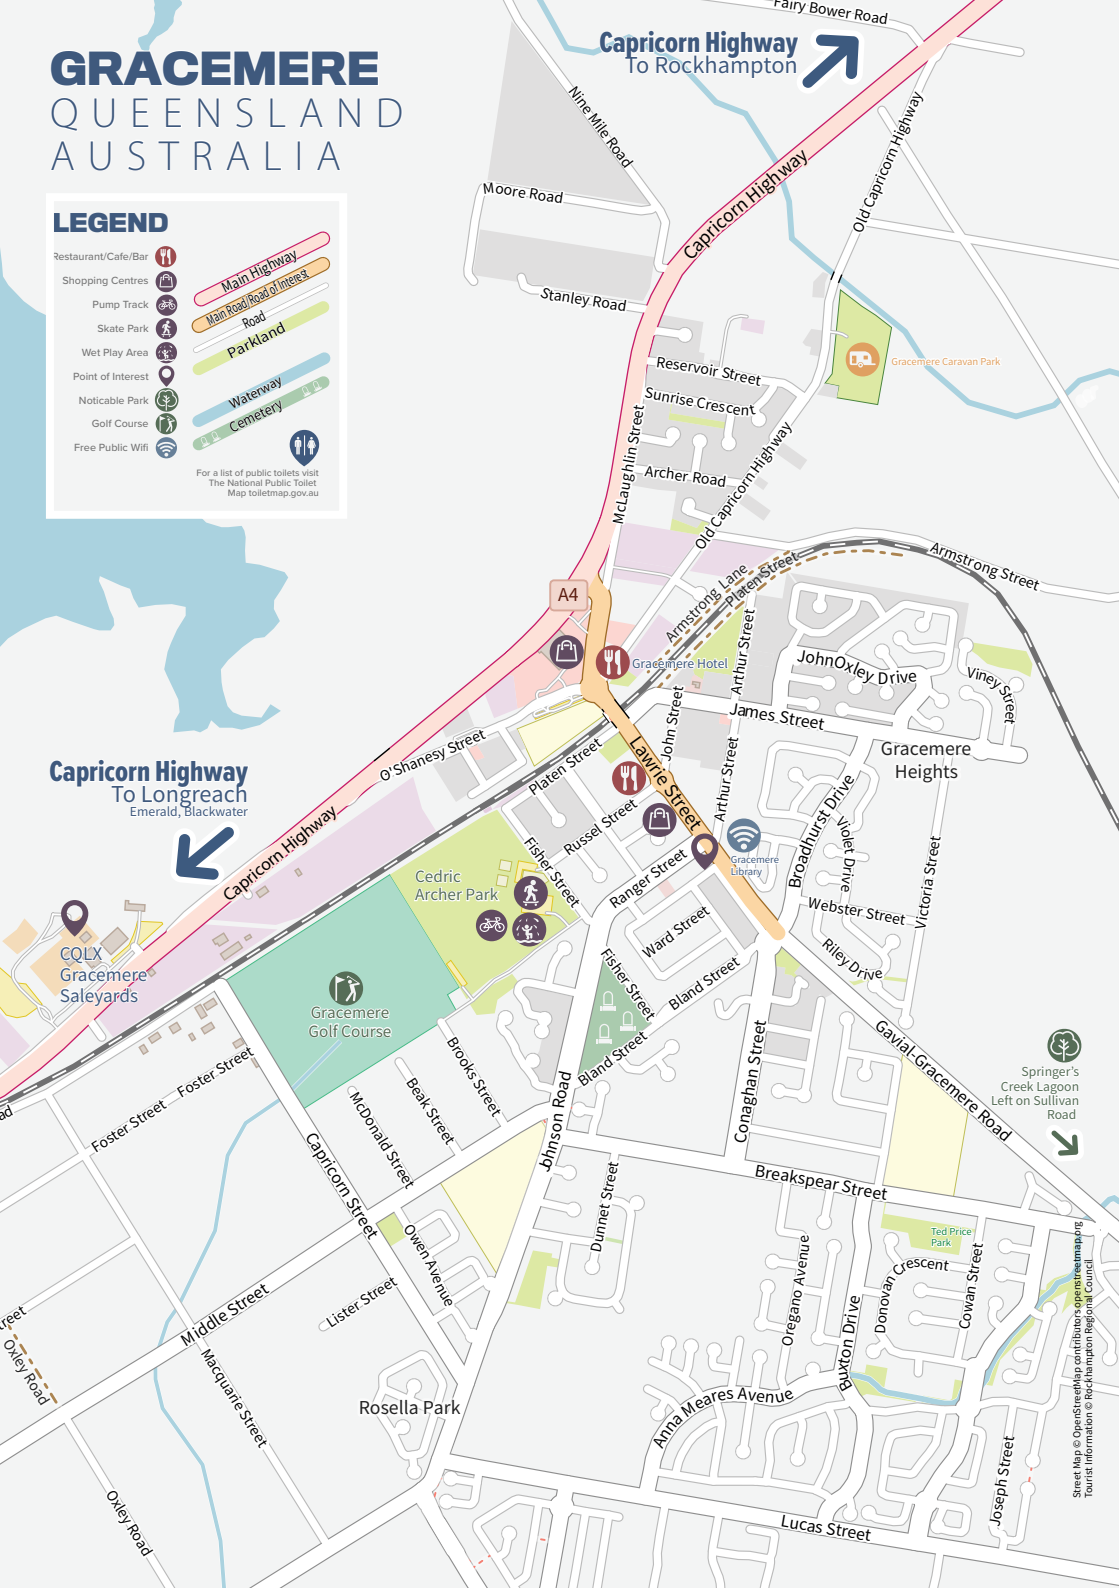 Fairy Bower Road
Capricorn Highway
To Rockhampton
GRACEMERE
QUEENSLAND
AUSTRALIA
Nine Mile Road
Old Capricorn Highway
Capricorn Highway
Moore Road
Stanley Road
LEGEND
Restaurant/Cafe/Bar
Shopping Centres
Pump Track
Skate Park
Wet Play Area
Point of Interest
Noticable Park
Golf Course
Free Public Wifi
Main Highway
Main Road/Road of Interest
Road
Parkland
Waterway
Cemetery
For a list of public toilets visit
The National Public Toilet
Map toiletmap.gov.au
Gracemere Caravan Park
Reservoir Street
Sunrise Crescent
McLaughlin Street
Archer Road
Old Capricorn Highway
Armstrong Street
Armstrong Lane
Platen Street
A4
Gracemere Hotel
Arthur Street
JohnOxley Drive
Viney Street
James Street
John Street
Gracemere
Heights
O'Shanesy Street
Lawrie Street
Platen Street
Arthur Street
Capricorn Highway
To Longreach
Emerald, Blackwater
Capricorn Highway
Russel Street
Fisher Street
Broadhurst Drive
Violet Drive
Victoria Street
Gracemere
Library
Ranger Street
Cedric
Archer Park
Webster Street
Ward Street
Riley Drive
CQLX
Gracemere
Saleyards
Fisher Street
Bland Street
Gracemere
Golf Course
Bland Street
Gavial-Gracemere Road
Conaghan Street
Brooks Street
Foster Street
Foster Street
Beak Street
McDonald Street
Johnson Road
Capricorn Street
Springer's
Creek Lagoon
Left on Sullivan
Road
Breakspear Street
Dunnet Street
Owen Avenue
Ted Price
Park
Oregano Avenue
Donovan Crescent
Cowan Street
Buxton Drive
Lister Street
Middle Street
Oxley Road
Macquarie Street
Rosella Park
Anna Meares Avenue
Joseph Street
Oxley Road
Lucas Street
Street Map © OpenStreetMap contributors openstreetmap.org
Tourist Information © Rockhampton Regional Council